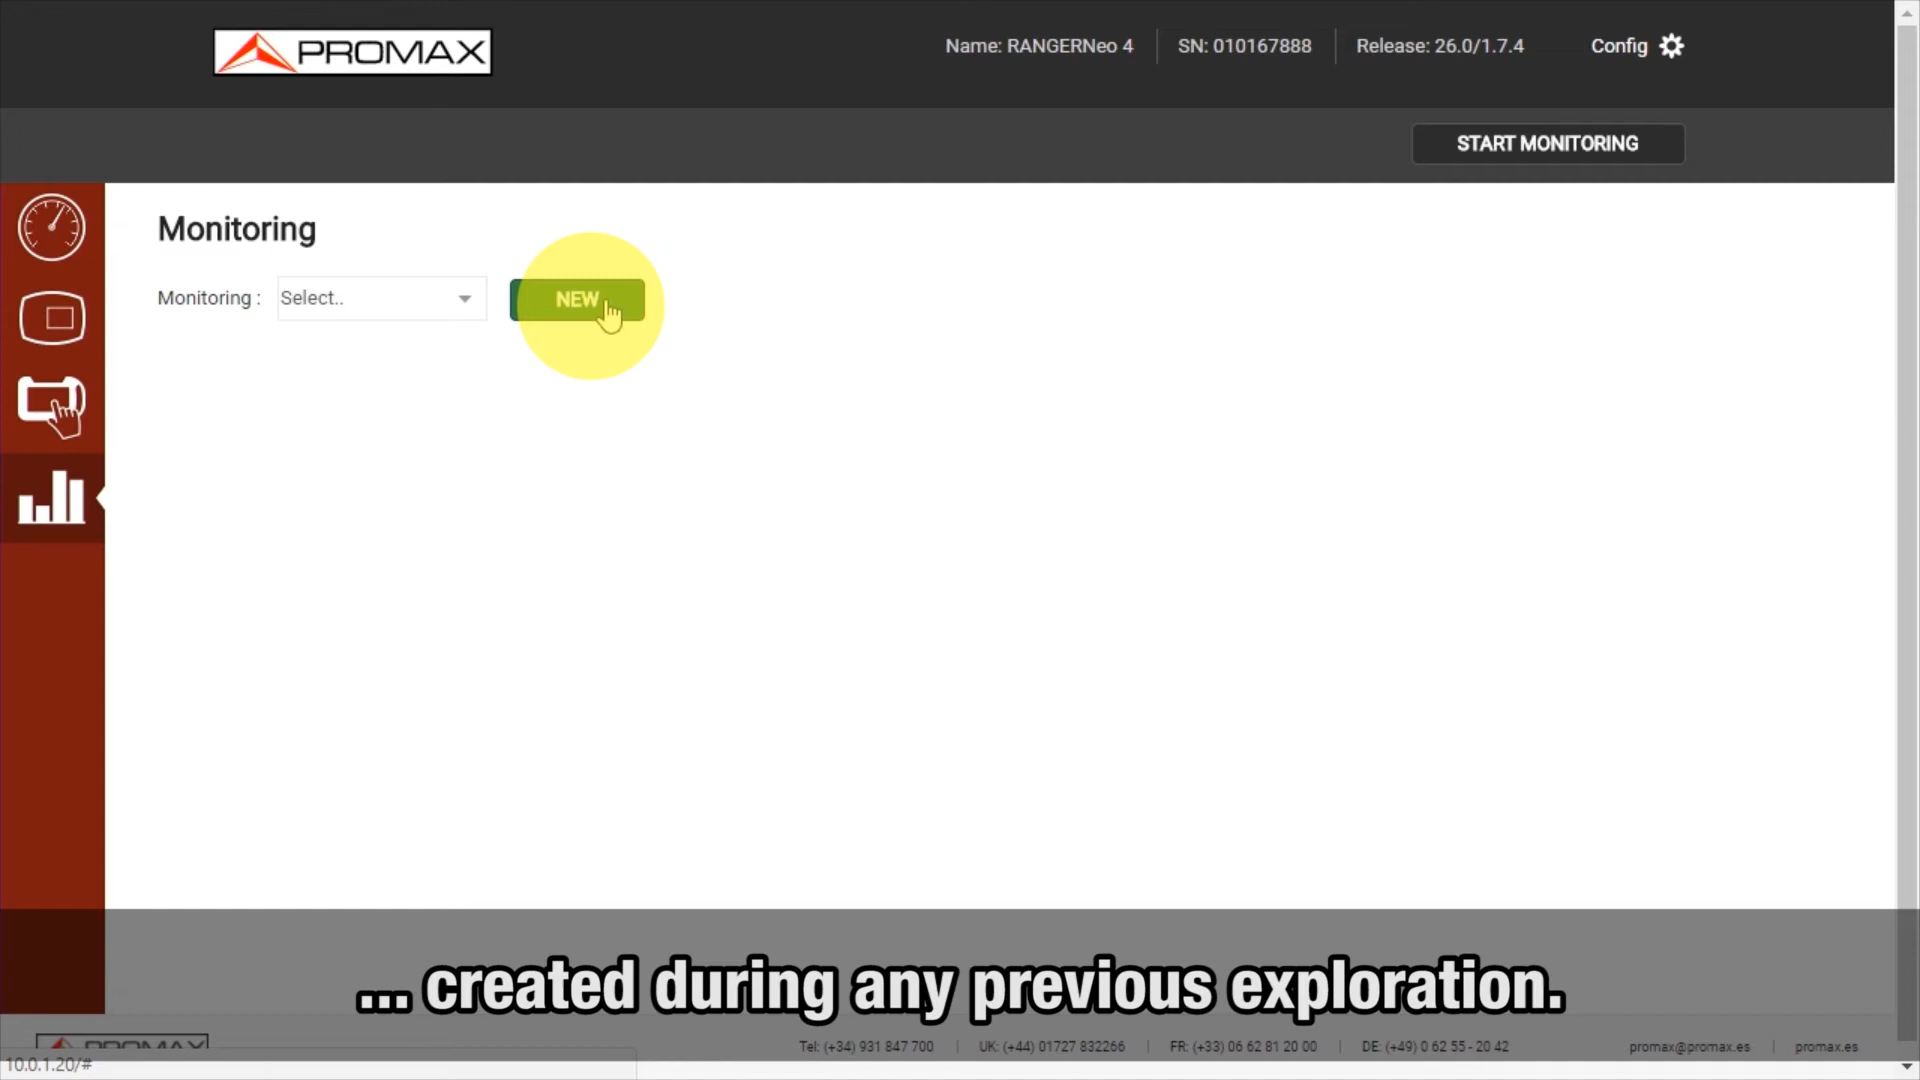 PROMAX
Name: RANGERNeo 4
SN: 010167888
Release: 26.0/1.7.4
Config
START MONITORING
Monitoring
Monitoring :
Select..
NEW
... created during any previous exploration.
PROMAX
Tel: (+34) 931 847 700
UK: (+44) 01727 832266
FR: (+33) 06 62 81 20 00
DE: (+49) 0 62 55 - 20 42
promax@promax.es
promax.es
10.0.1.20/#